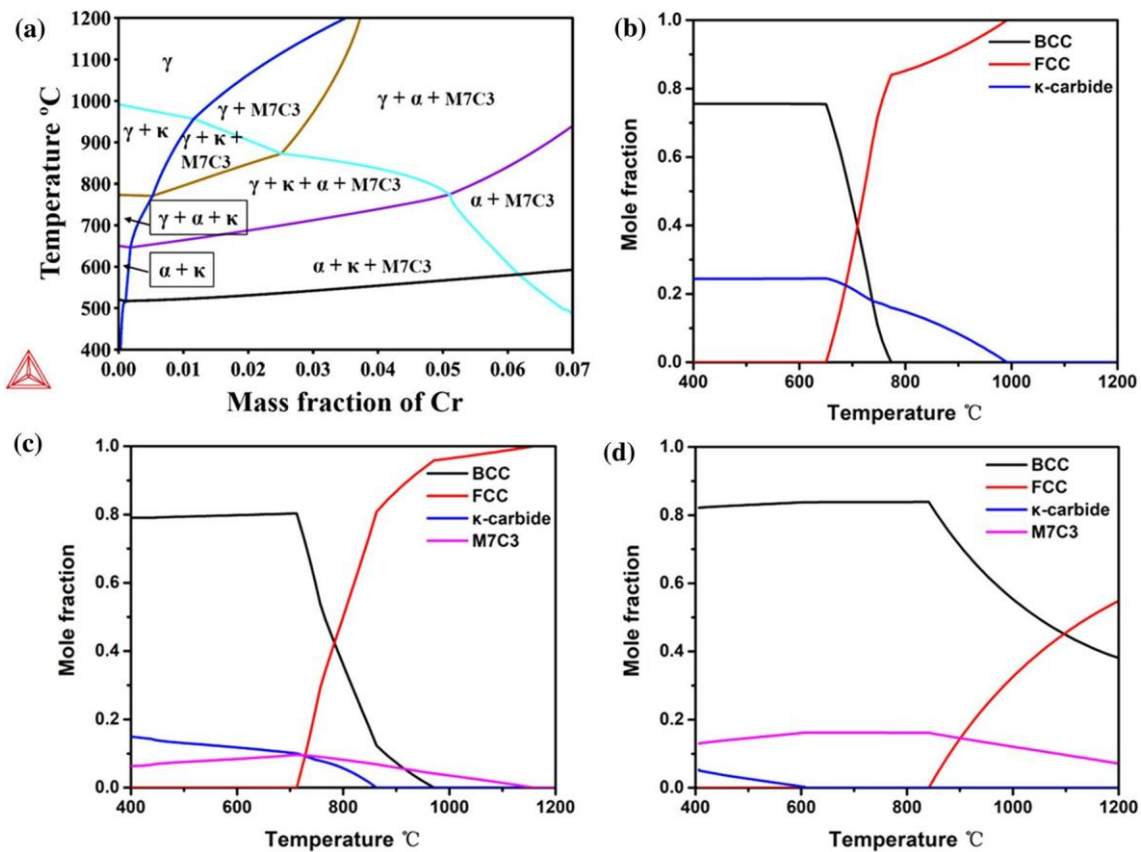 (a)
1200
1100
1000
900
800
700
600
500
400
Temperature °C
γ
γ + κ
γ + M7C3
γ + κ +
M7C3
γ + α + M7C3
γ + κ + α + M7C3
γ + α + κ
α + M7C3
α + κ
α + κ + M7C3
0.00 0.01 0.02 0.03 0.04 0.05 0.06 0.07
Mass fraction of Cr
(b)
1.0
0.8
0.6
0.4
0.2
0.0
Mole fraction
BCC
FCC
κ-carbide
400 600 800 1000 1200
Temperature ℃
(c)
1.0
0.8
0.6
0.4
0.2
0.0
Mole fraction
BCC
FCC
κ-carbide
M7C3
400 600 800 1000 1200
Temperature ℃
(d)
1.0
0.8
0.6
0.4
0.2
0.0
Mole fraction
BCC
FCC
κ-carbide
M7C3
400 600 800 1000 1200
Temperature ℃